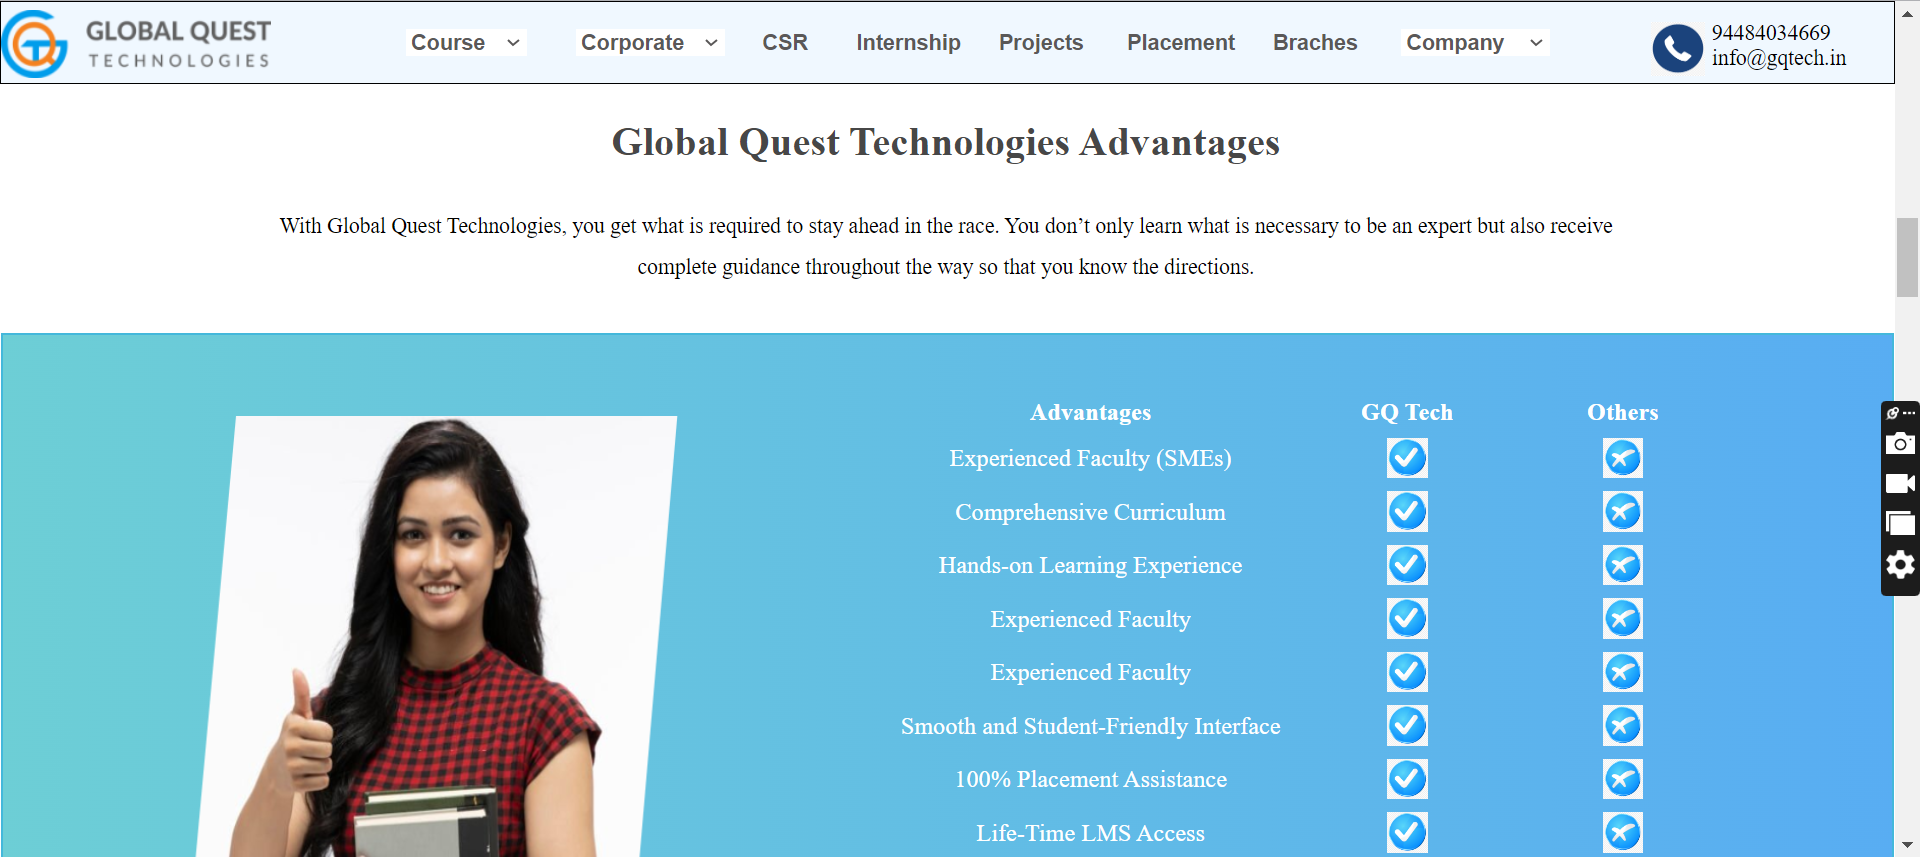 GLOBAL QUEST
TECHNOLOGIES
Course
Corporate
CSR
Internship
Projects
Placement
Braches
Company
94484034669
info@gqtech.in
Global Quest Technologies Advantages
With Global Quest Technologies, you get what is required to stay ahead in the race. You don’t only learn what is necessary to be an expert but also receive
complete guidance throughout the way so that you know the directions.
Advantages GQ Tech Others
Experienced Faculty (SMEs)
Comprehensive Curriculum
Hands-on Learning Experience
Experienced Faculty
Experienced Faculty
Smooth and Student-Friendly Interface
100% Placement Assistance
Life-Time LMS Access